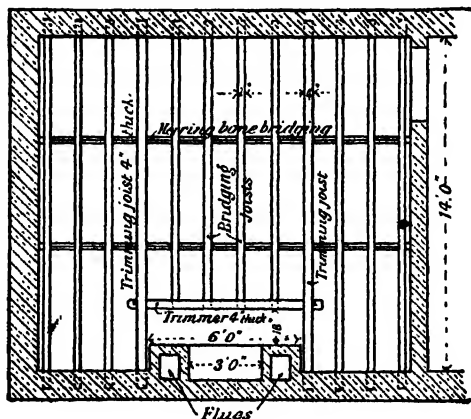 Herring bone bridging
Trimming joist 4" thick.
Bridging
Joists
Trimming joist
14'.0"
Trimmer 4" thick.
18
6'.0"
3'.0"
Flues